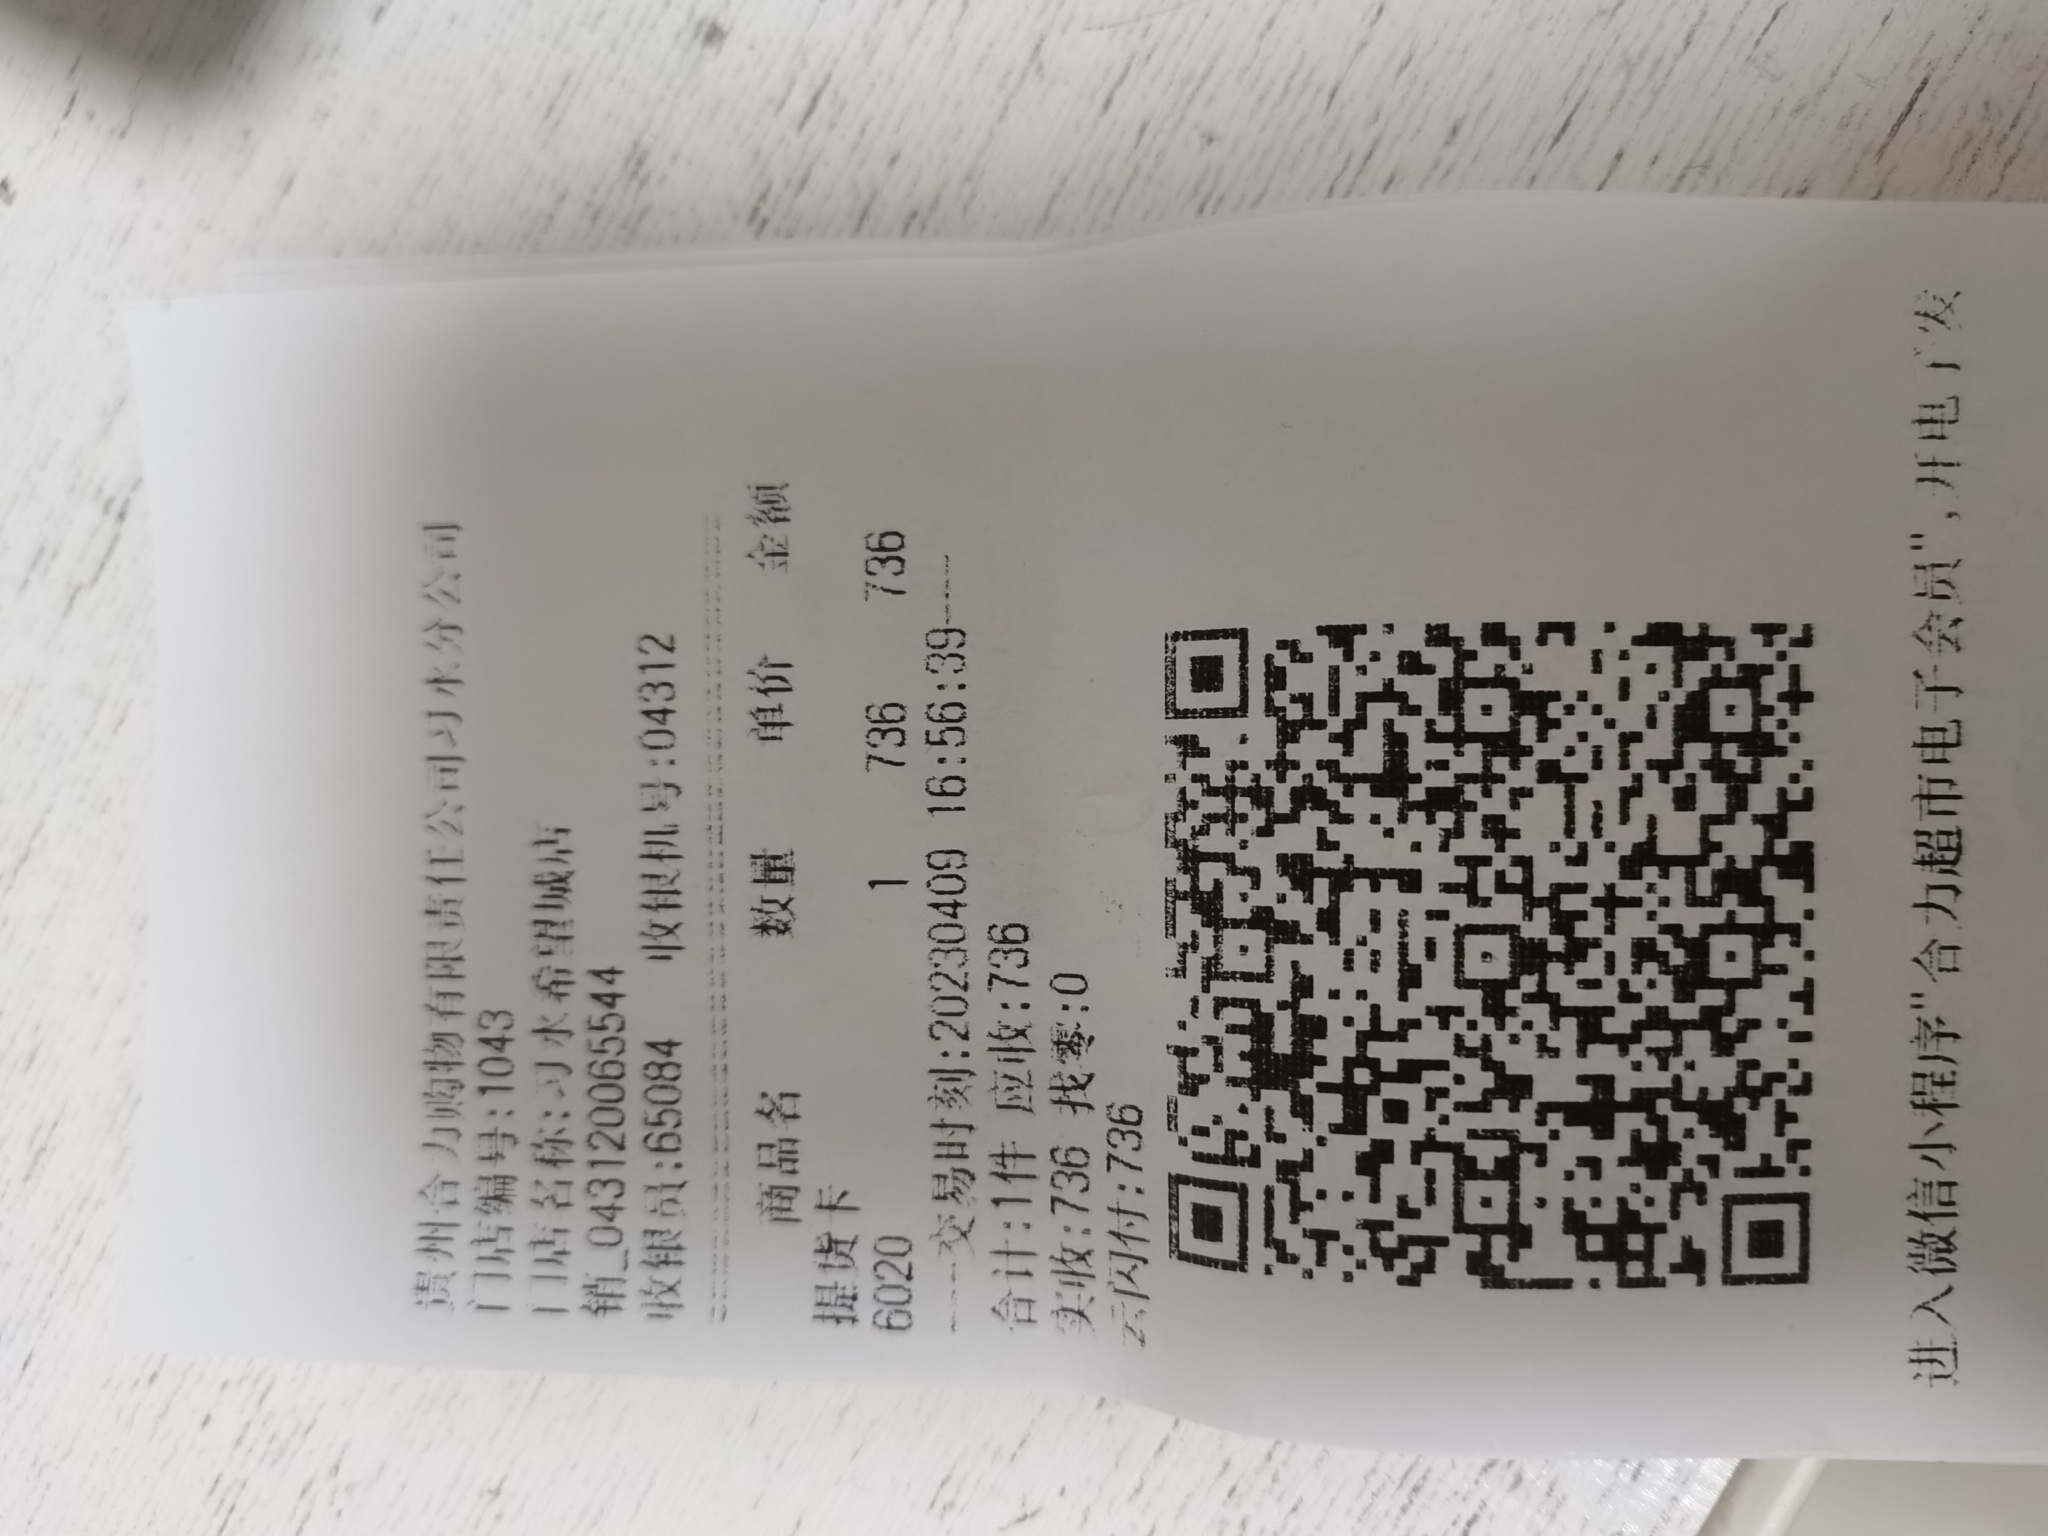 贵州合力购物有限责任公司习水分公司
门店编号:1043
门店名称:习水希望城店
销_0431200655​44
收银员:65084 收银机号:04312
商品名 数量 单价 金额
提货卡
60020 1 736 736
----交易时刻:20230409 16:56:39----
合计:1件 应收:736
实收:736 找零:0
云闪付:736
进入微信小程序"合力超市电子会员",开电子发